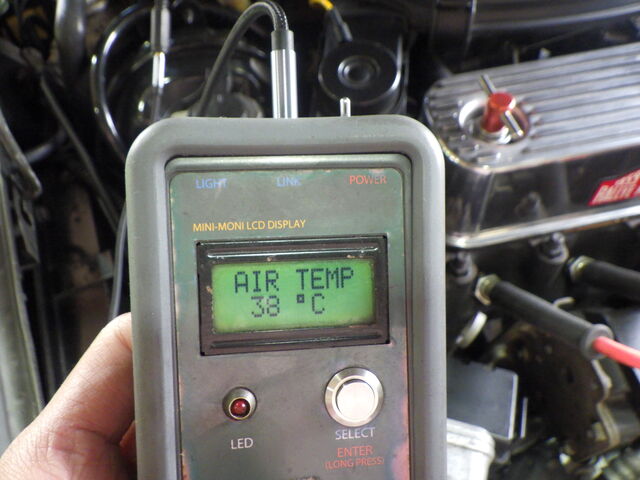 LIGHT LINK POWER
MINI-MONI LCD DISPLAY
AIR TEMP
38 °C
LED
SELECT
ENTER
(LONG PRESS)